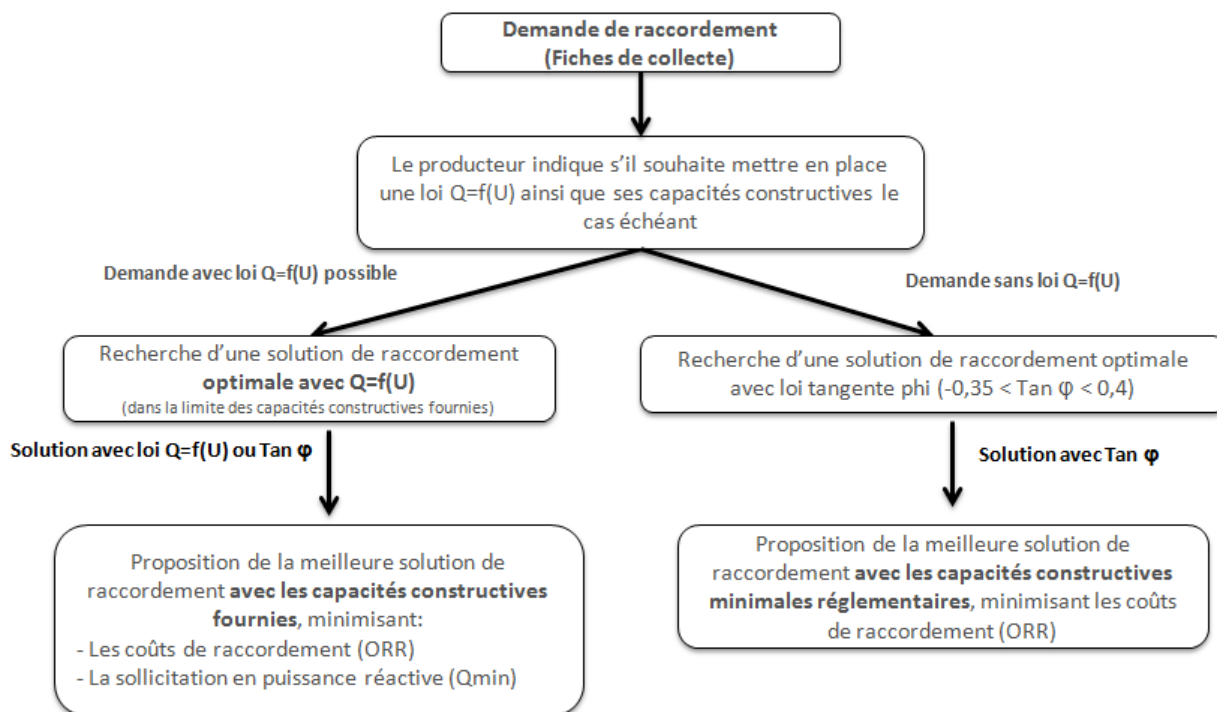 Demande de raccordement
(Fiches de collecte)
Le producteur indique s'il souhaite mettre en place
une loi Q=f(U) ainsi que ses capacités constructives le
cas échéant
Demande avec loi Q=f(U) possible
Demande sans loi Q=f(U)
Recherche d'une solution de raccordement
optimale avec Q=f(U)
(dans la limite des capacités constructives fournies)
Recherche d'une solution de raccordement optimale
avec loi tangente phi (-0,35 < Tan φ < 0,4)
Solution avec loi Q=f(U) ou Tan φ
Solution avec Tan φ
Proposition de la meilleure solution de
raccordement avec les capacités constructives
fournies, minimisant:
- Les coûts de raccordement (ORR)
- La sollicitation en puissance réactive (Qmin)
Proposition de la meilleure solution de
raccordement avec les capacités constructives
minimales réglementaires, minimisant les coûts
de raccordement (ORR)